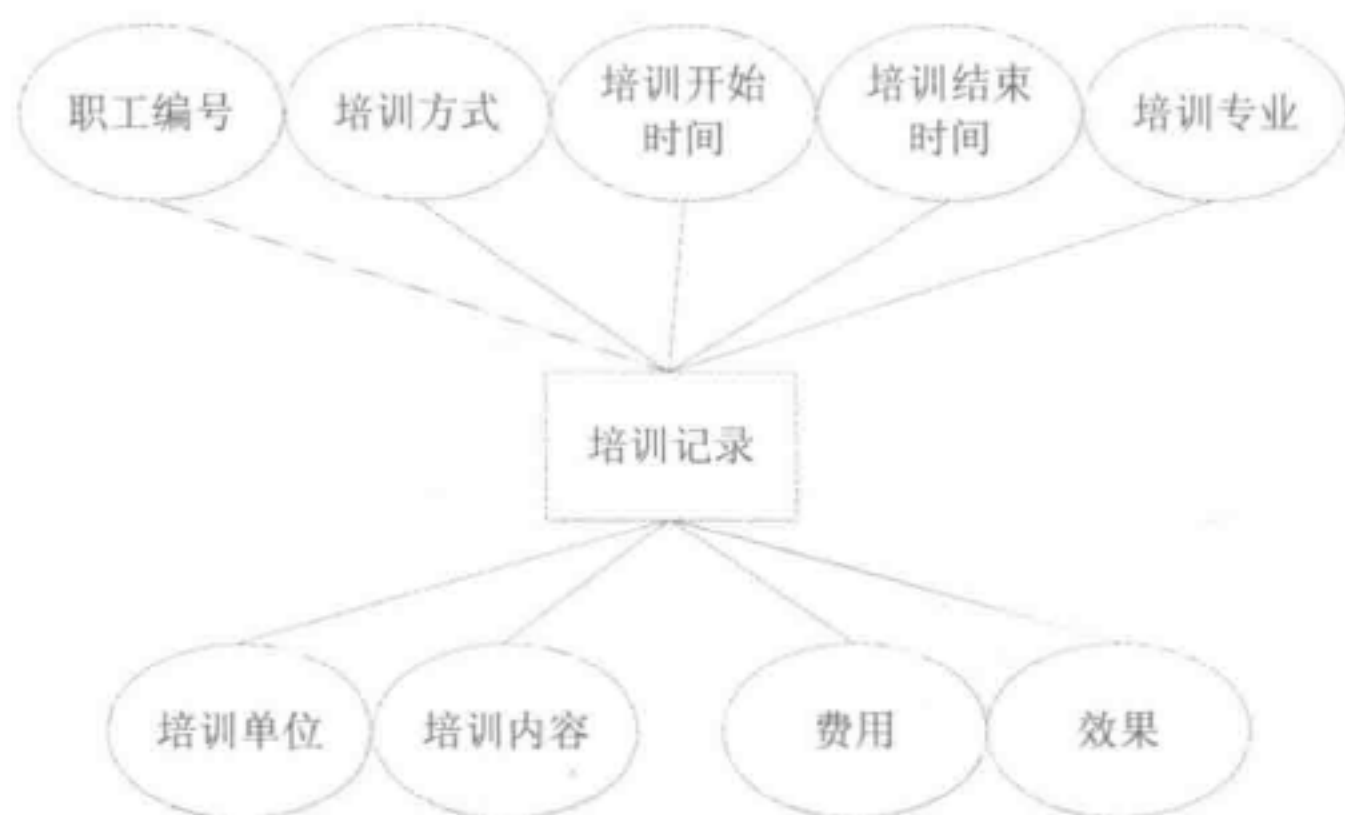 职工编号
培训方式
培训开始
时间
培训结束
时间
培训专业
培训记录
培训单位
培训内容
费用
效果